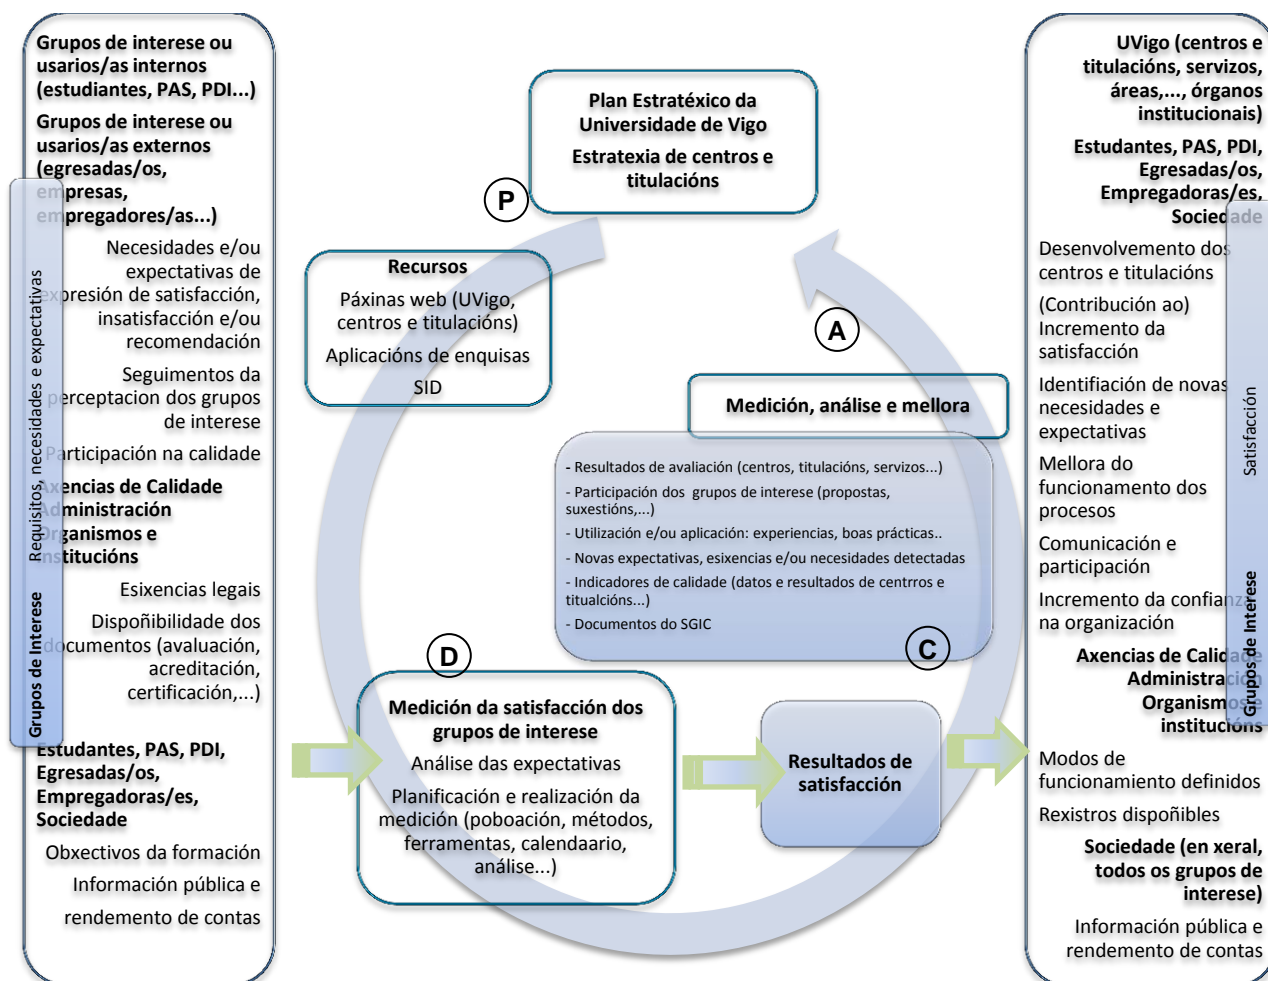 Grupos de interese ou
usarios/as internos
(estudiantes, PAS, PDI...)
Grupos de interese ou
usarios/as externos
(egresadas/os,
empresas,
empregadores/as...)
Necesidades e/ou
expectativas de
expresión de satisfacción,
insatisfacción e/ou
recomendación
Seguimentos da
perceptacion dos grupos
de interese
Participación na calidade
Axencias de Calidade
Administración
Organismos e
institucións
Esixencias legais
Dispoñibilidade dos
documentos (avaluación,
acreditación,
certificación,...)
Estudantes, PAS, PDI,
Egresadas/os,
Empregadoras/es,
Sociedade
Obxectivos da formación
Información pública e
rendemento de contas
Grupos de Interese
Requisitos, necesidades e expectativas
Plan Estratéxico da
Universidade de Vigo
Estratexia de centros e
titulacións
P
Recursos
Páxinas web (UVigo,
centros e titulacións)
Aplicacións de enquisas
SID
A
Medición, análise e mellora
- Resultados de avaliación (centros, titulacións, servizos...)
- Participación dos grupos de interese (propostas,
suxestións,...)
- Utilización e/ou aplicación: experiencias, boas prácticas..
- Novas expectativas, esixencias e/ou necesidades detectadas
- Indicadores de calidade (datos e resultados de centrros e
titualcións...)
- Documentos do SGIC
D
C
Medición da satisfacción dos
grupos de interese
Análise das expectativas
Planificación e realización da
medición (poboación, métodos,
ferramentas, calendaario,
análise...)
Resultados de
satisfacción
UVigo (centros e
titulacións, servizos,
áreas,..., órganos
institucionais)
Estudantes, PAS, PDI,
Egresadas/os,
Empregadoras/es,
Sociedade
Desenvolvemento dos
centros e titulacións
(Contribución ao)
Incremento da
satisfacción
Identifiación de novas
necesidades e
expectativas
Mellora do
funcionamento dos
procesos
Comunicación e
participación
Incremento da confianza
na organización
Axencias de Calidade
Administración
Organismos e
institucións
Modos de
funcionamiento definidos
Rexistros dispoñibles
Sociedade (en xeral,
todos os grupos de
interese)
Información pública e
rendemento de contas
Grupos de Interese
Satisfacción